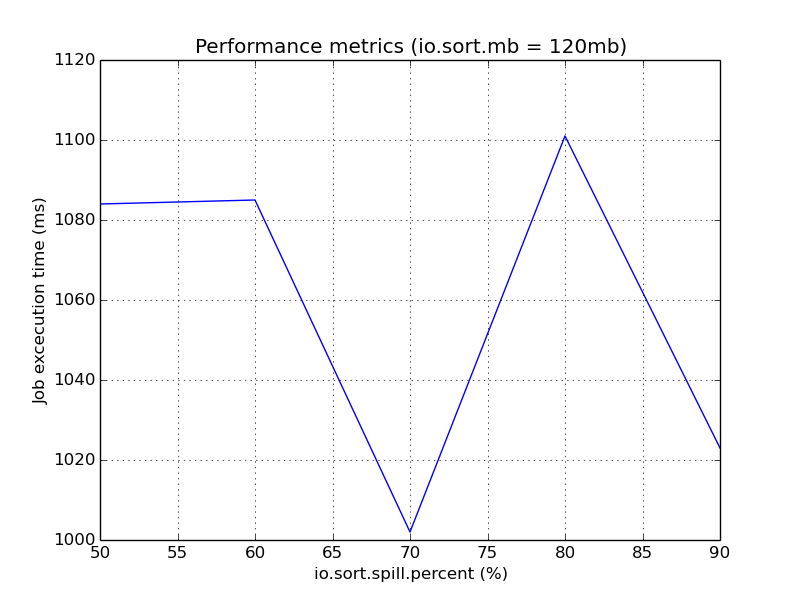 Performance metrics (io.sort.mb = 120mb)
1120
1100
1080
1060
1040
1020
1000
Job excecution time (ms)
50 55 60 65 70 75 80 85 90
io.sort.spill.percent (%)